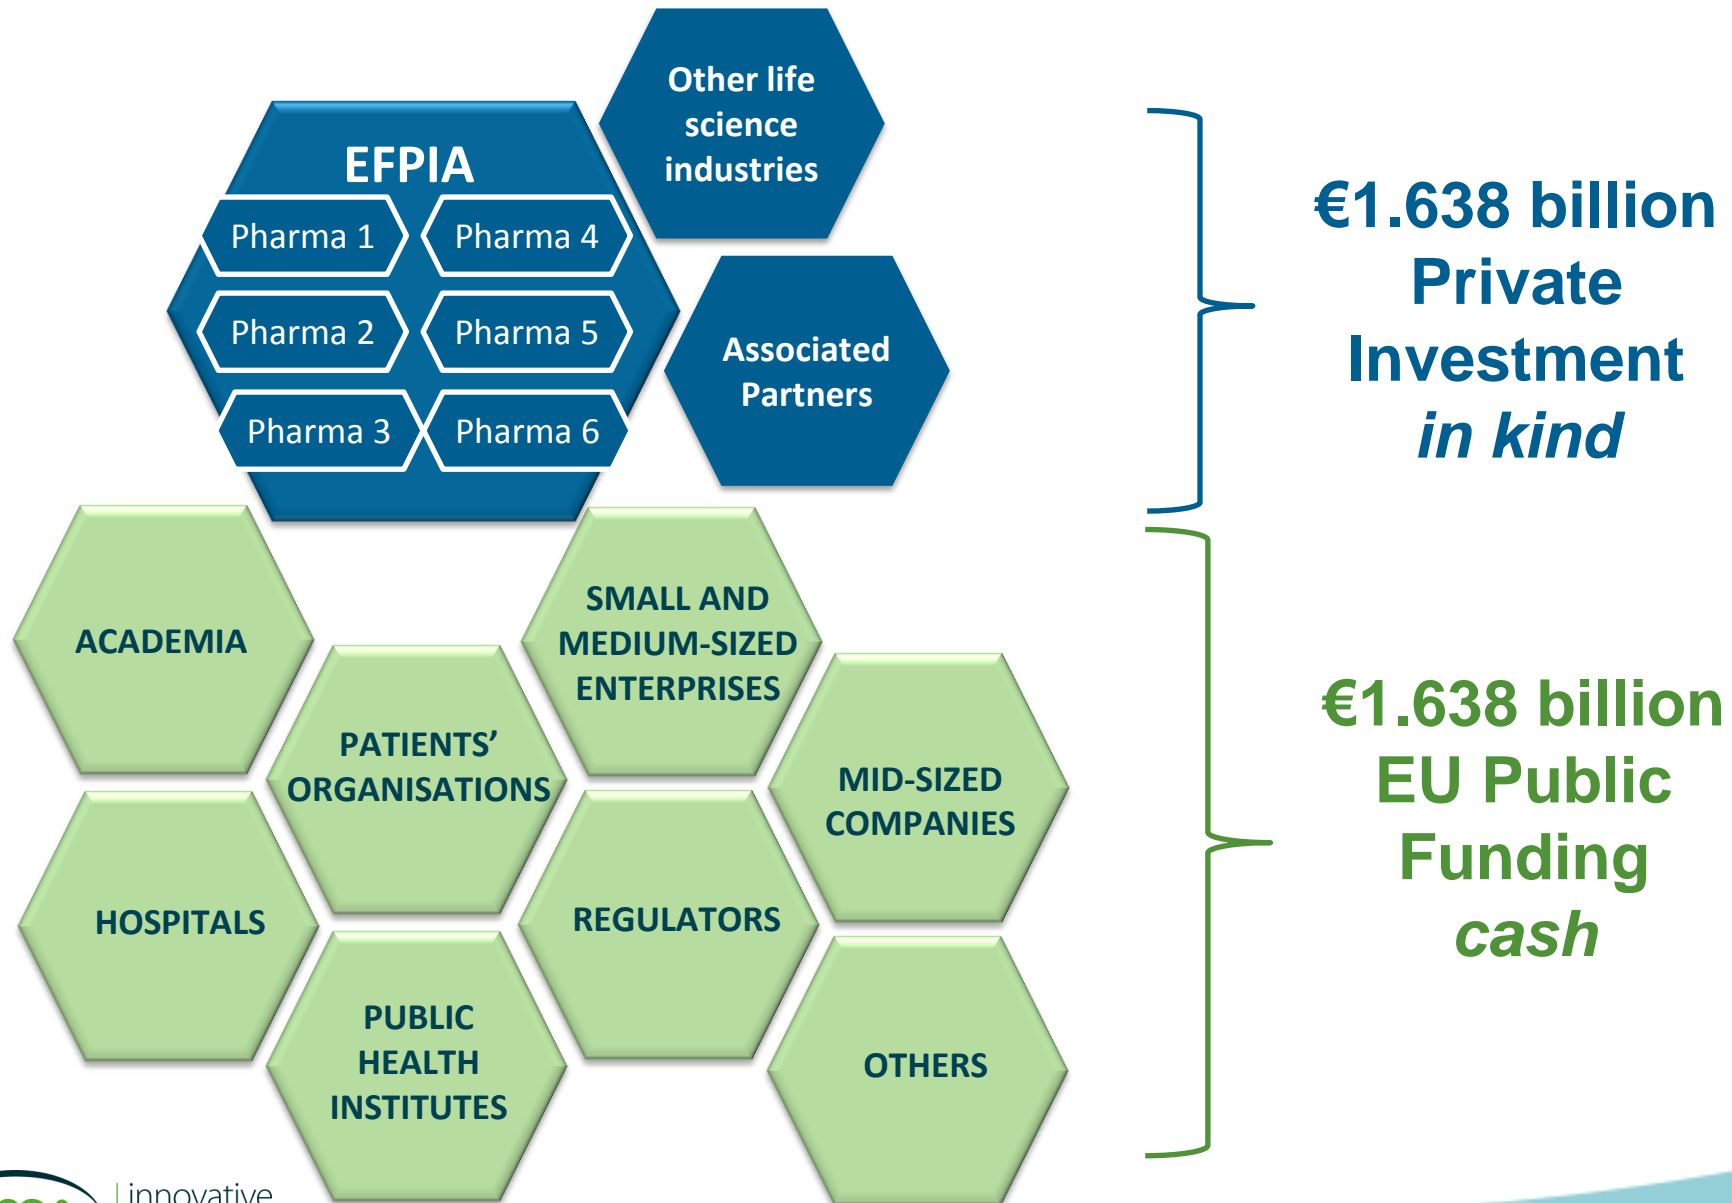 Other life
science
industries
EFPIA
Pharma 1
Pharma 4
Pharma 2
Pharma 5
Pharma 3
Pharma 6
Associated
Partners
€1.638 billion
Private
Investment
in kind
ACADEMIA
SMALL AND
MEDIUM-SIZED
ENTERPRISES
PATIENTS’
ORGANISATIONS
MID-SIZED
COMPANIES
HOSPITALS
REGULATORS
PUBLIC
HEALTH
INSTITUTES
OTHERS
€1.638 billion
EU Public
Funding
cash
innovative